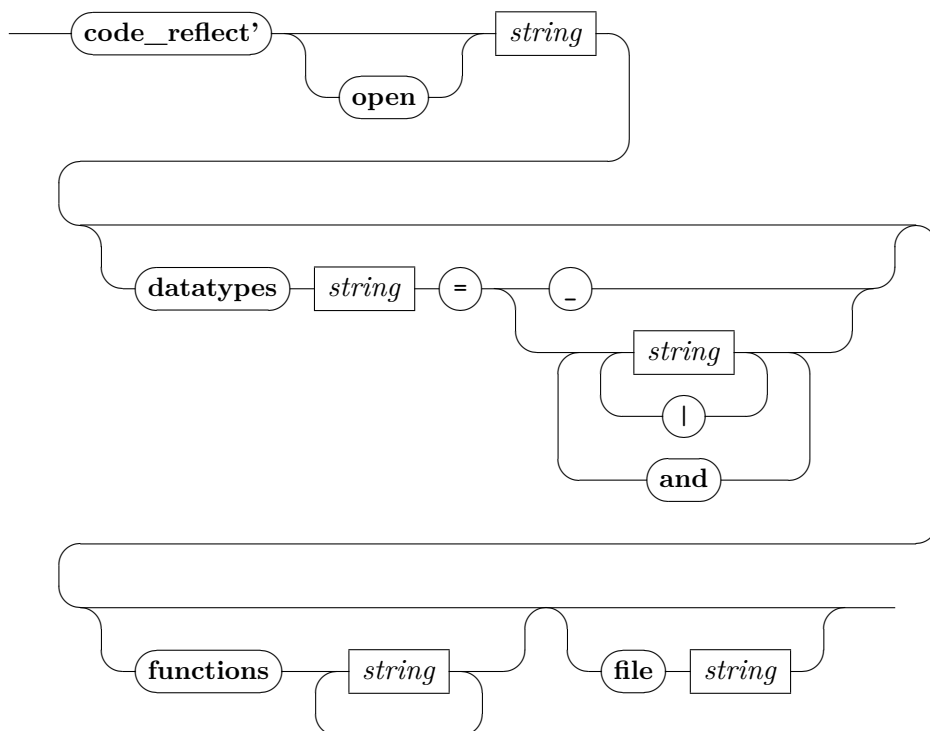 code_reflect' string
open
datatypes string = _
string
|
and
functions string file string